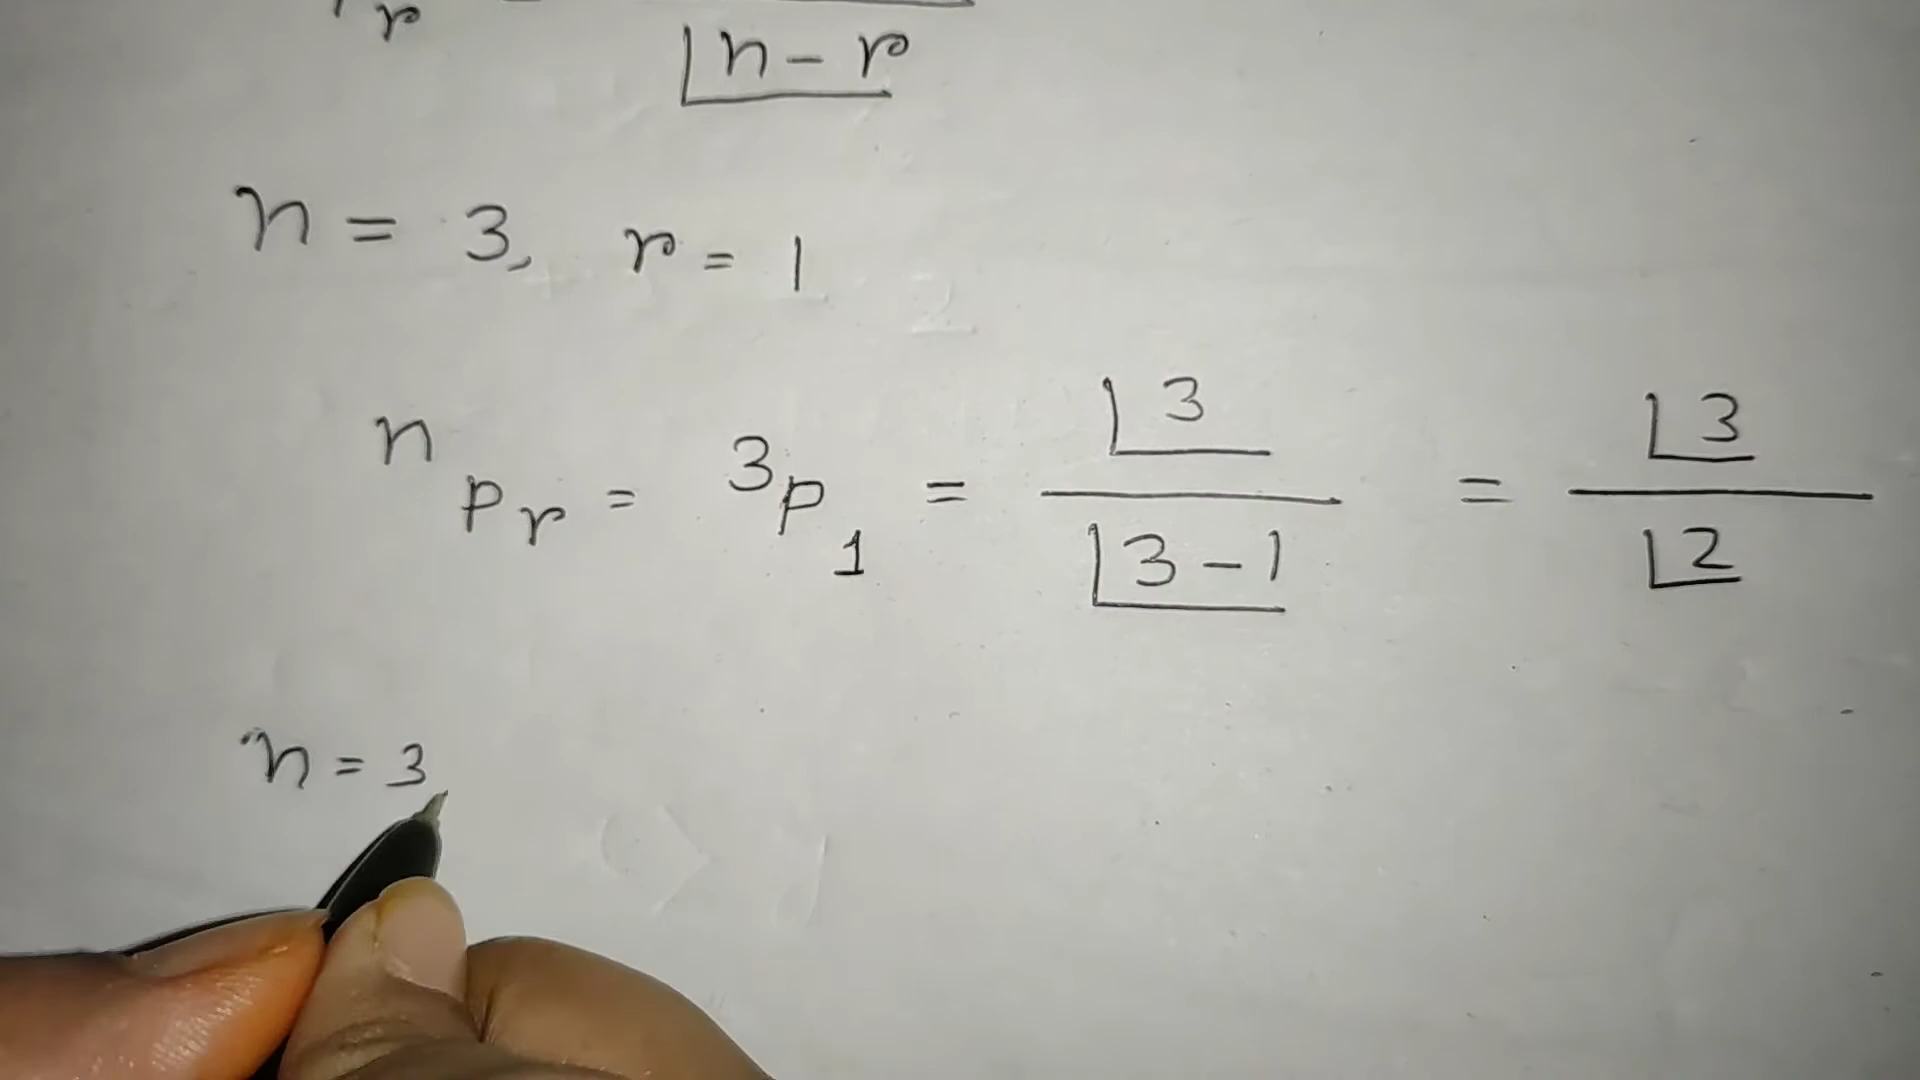 r
⌊n - r
n = 3, r = 1
nPr = 3P1 = ⌊3 / ⌊3 - 1 = ⌊3 / ⌊2
n = 3